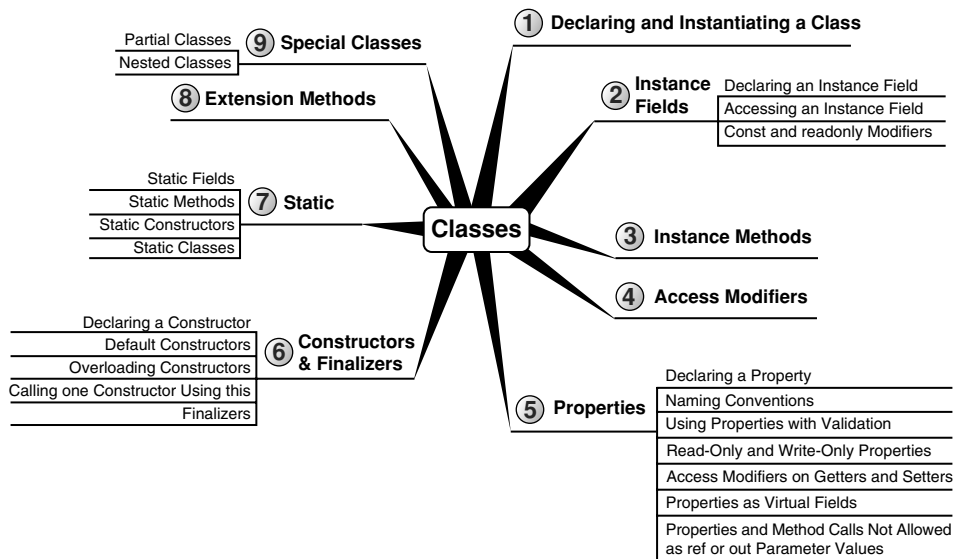 Classes
1 Declaring and Instantiating a Class
2 Instance
Fields
Declaring an Instance Field
Accessing an Instance Field
Const and readonly Modifiers
3 Instance Methods
4 Access Modifiers
5 Properties
Declaring a Property
Naming Conventions
Using Properties with Validation
Read-Only and Write-Only Properties
Access Modifiers on Getters and Setters
Properties as Virtual Fields
Properties and Method Calls Not Allowed
as ref or out Parameter Values
6 Constructors
& Finalizers
Declaring a Constructor
Default Constructors
Overloading Constructors
Calling one Constructor Using this
Finalizers
7 Static
Static Fields
Static Methods
Static Constructors
Static Classes
8 Extension Methods
9 Special Classes
Partial Classes
Nested Classes